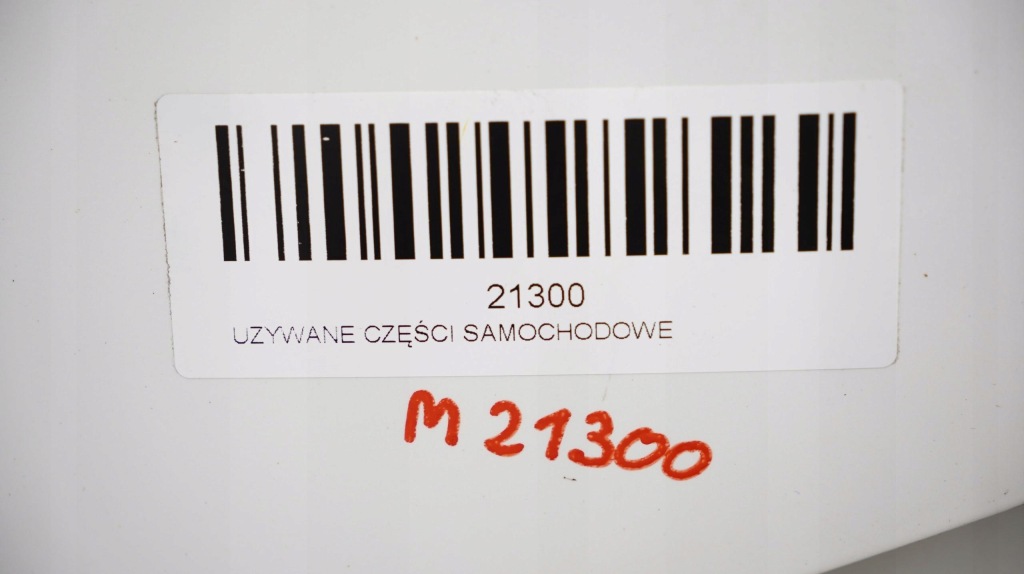 21300
UZYWANE CZĘŚCI SAMOCHODOWE
M 21300